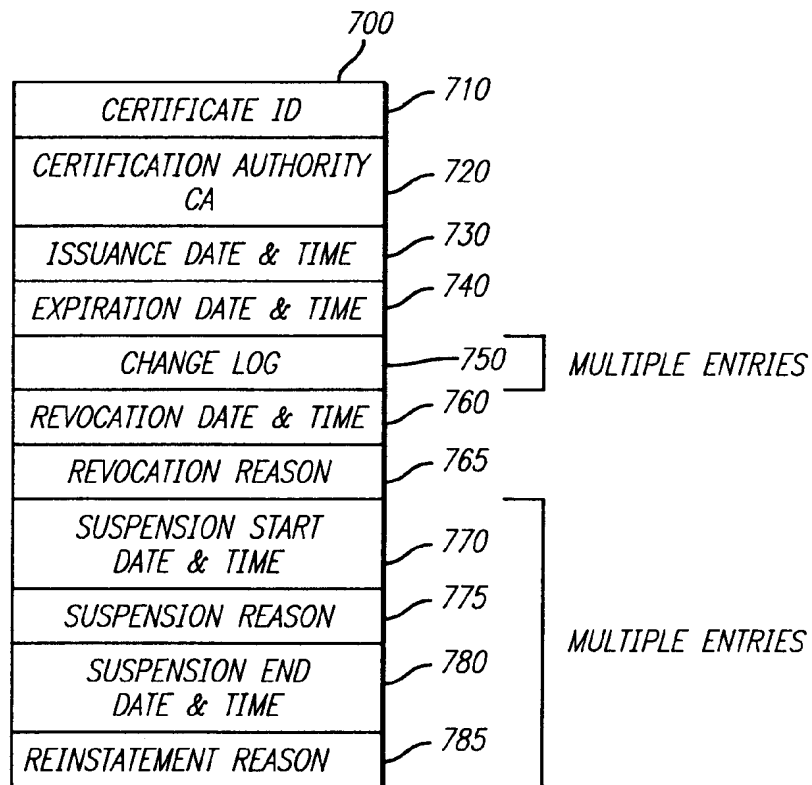 700
CERTIFICATE ID
710
CERTIFICATION AUTHORITY
CA
720
ISSUANCE DATE & TIME
730
EXPIRATION DATE & TIME
740
CHANGE LOG
750
MULTIPLE ENTRIES
REVOCATION DATE & TIME
760
REVOCATION REASON
765
SUSPENSION START
DATE & TIME
770
SUSPENSION REASON
775
MULTIPLE ENTRIES
SUSPENSION END
DATE & TIME
780
REINSTATEMENT REASON
785